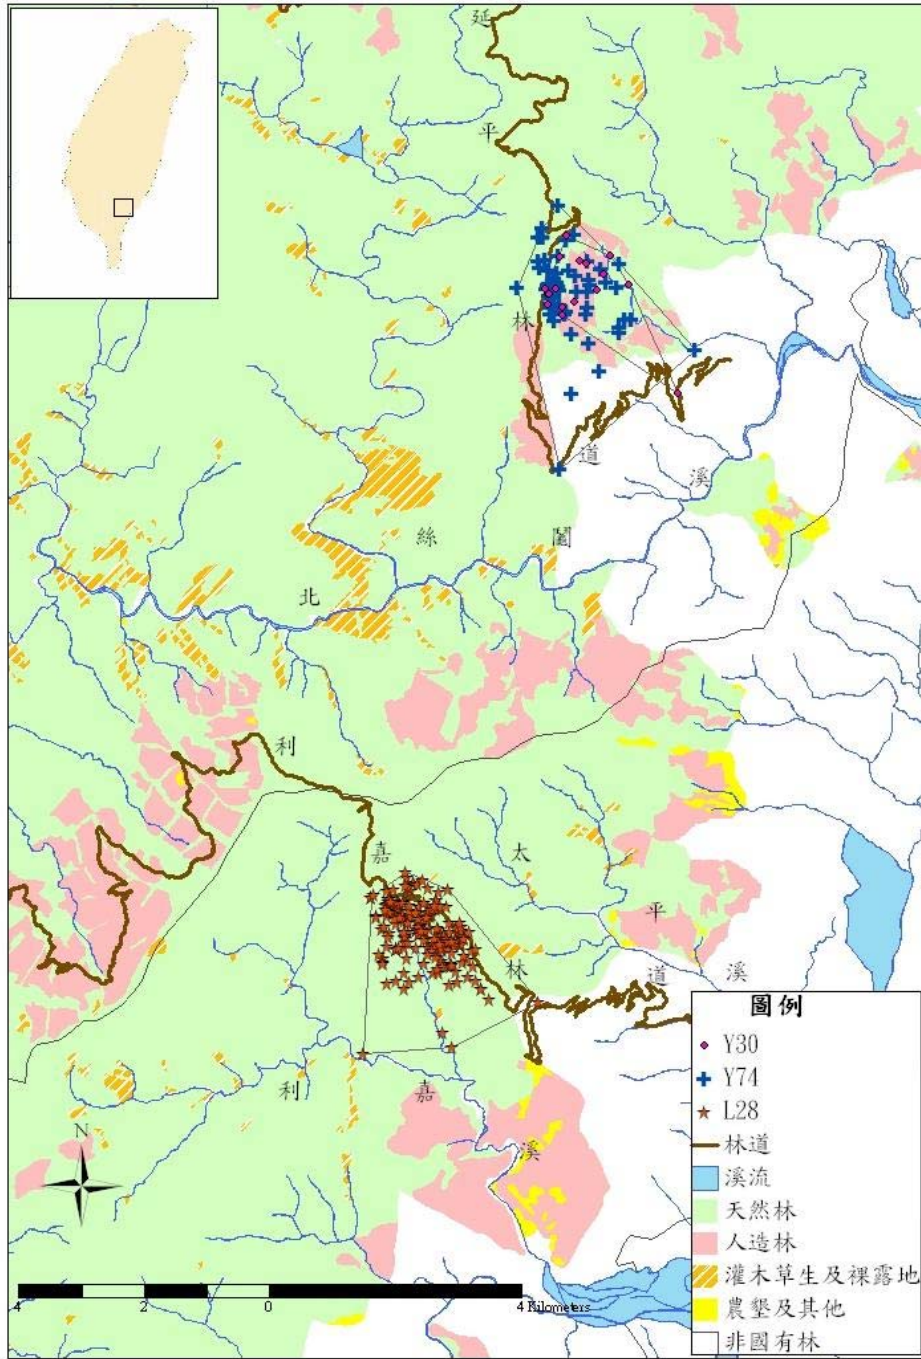 延
平
林
道
溪
絲
闇
北
利
嘉
太
平
林
道
溪
利
嘉
溪
N
4 2 0 4 Kilometers
圖例
Y30
Y74
L28
林道
溪流
天然林
人造林
灌木草生及裸露地
農墾及其他
非國有林